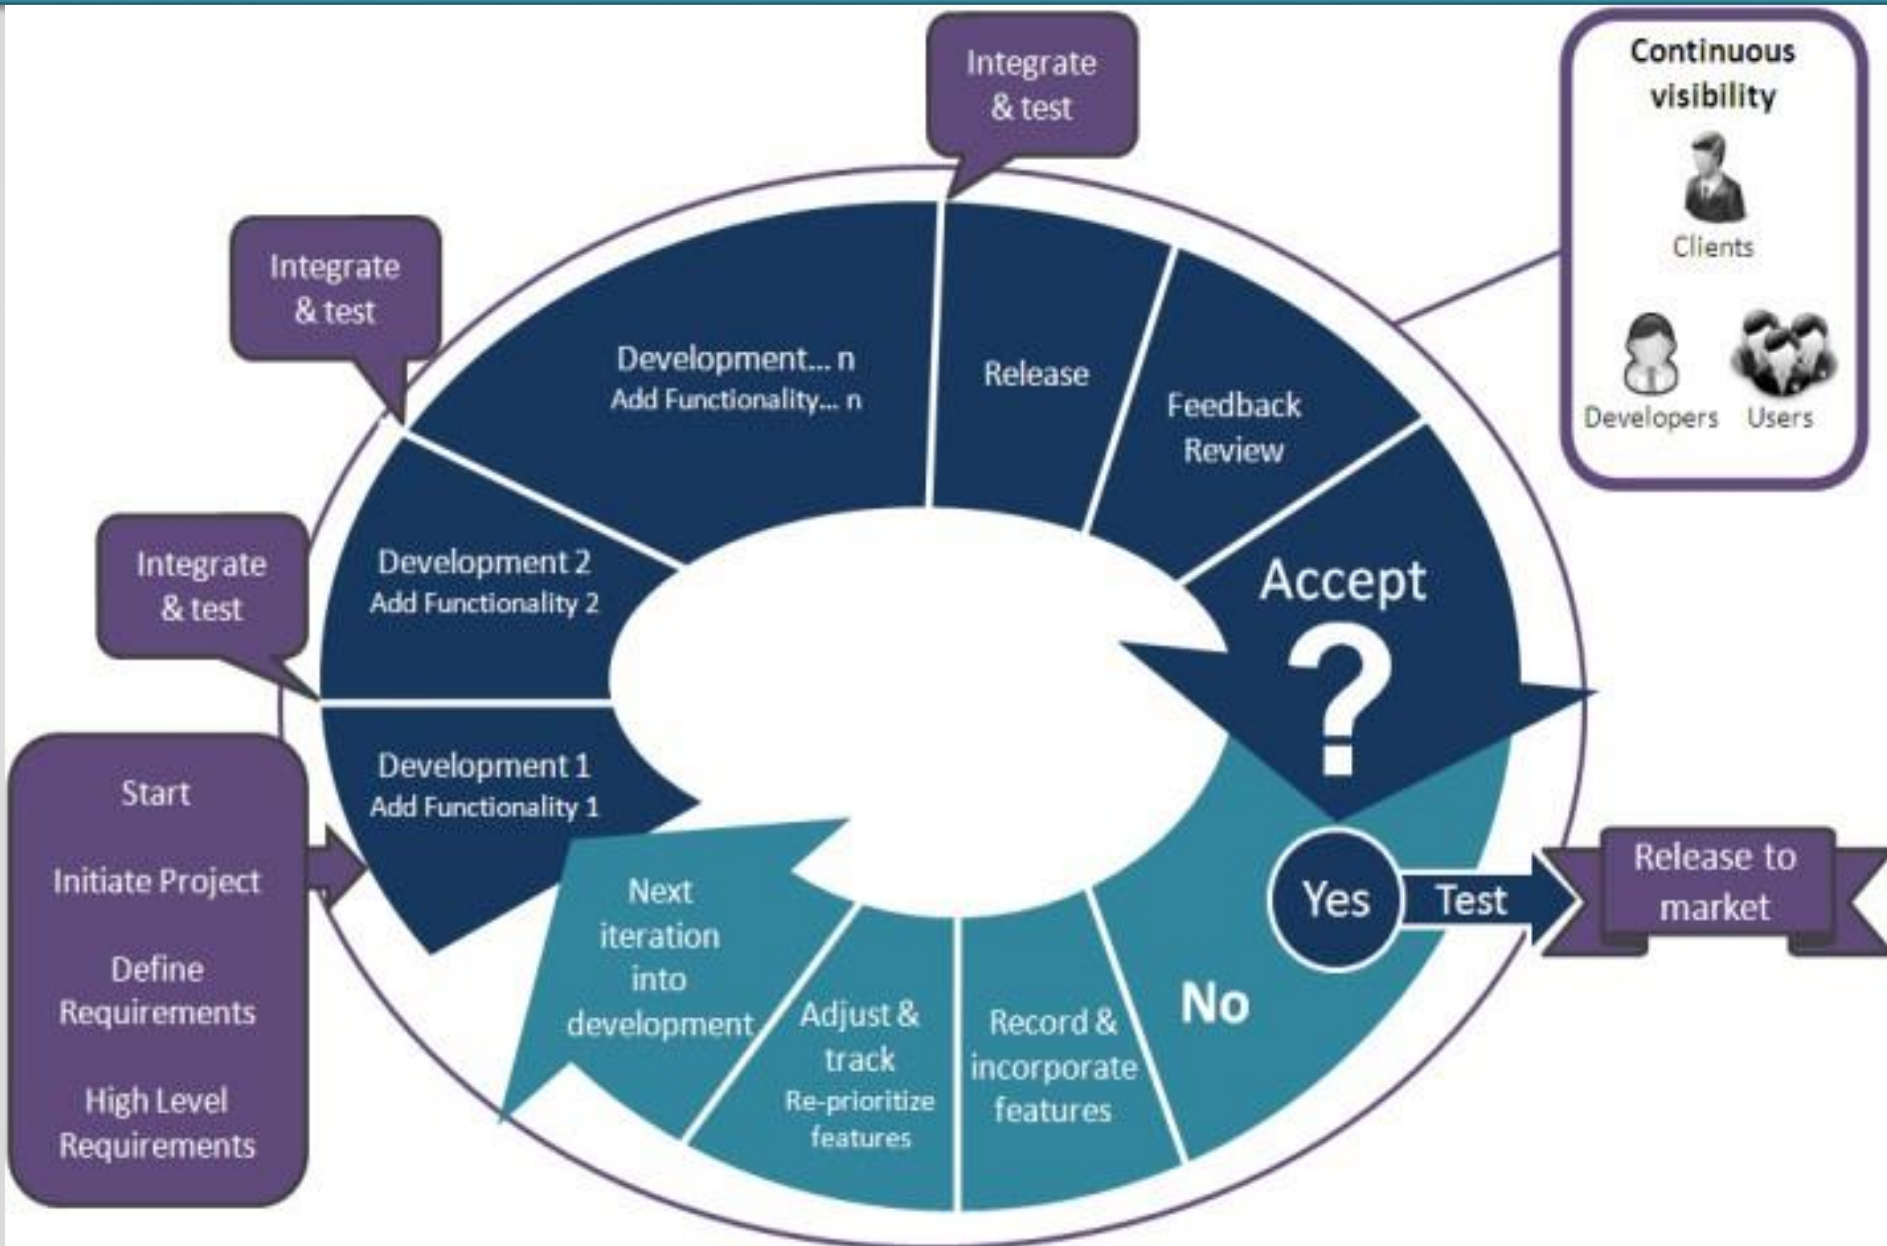 Integrate
& test
Continuous
visibility
Clients
Developers
Users
Integrate
& test
Development... n
Add Functionality... n
Release
Feedback
Review
Integrate
& test
Development 2
Add Functionality 2
Accept
?
Development 1
Add Functionality 1
Start
Initiate Project
Define
Requirements
High Level
Requirements
Next
iteration
into
development
Adjust &
track
Re-prioritize
features
Record &
incorporate
features
No
Yes
Test
Release to
market